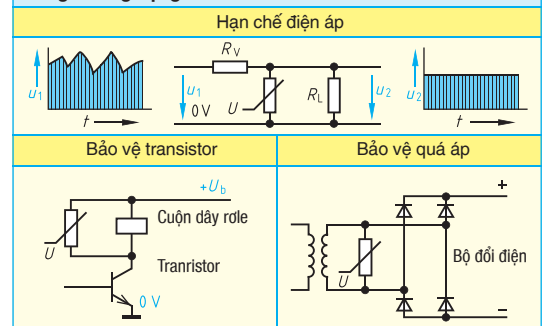 Hạn chế điện áp
u1
t
RV
u1
0 V
U
RL
u2
u2
t
Bảo vệ transistor
Bảo vệ quá áp
+Ub
Cuộn dây rơle
U
Tranristor
0 V
U
+
Bộ đổi điện
−